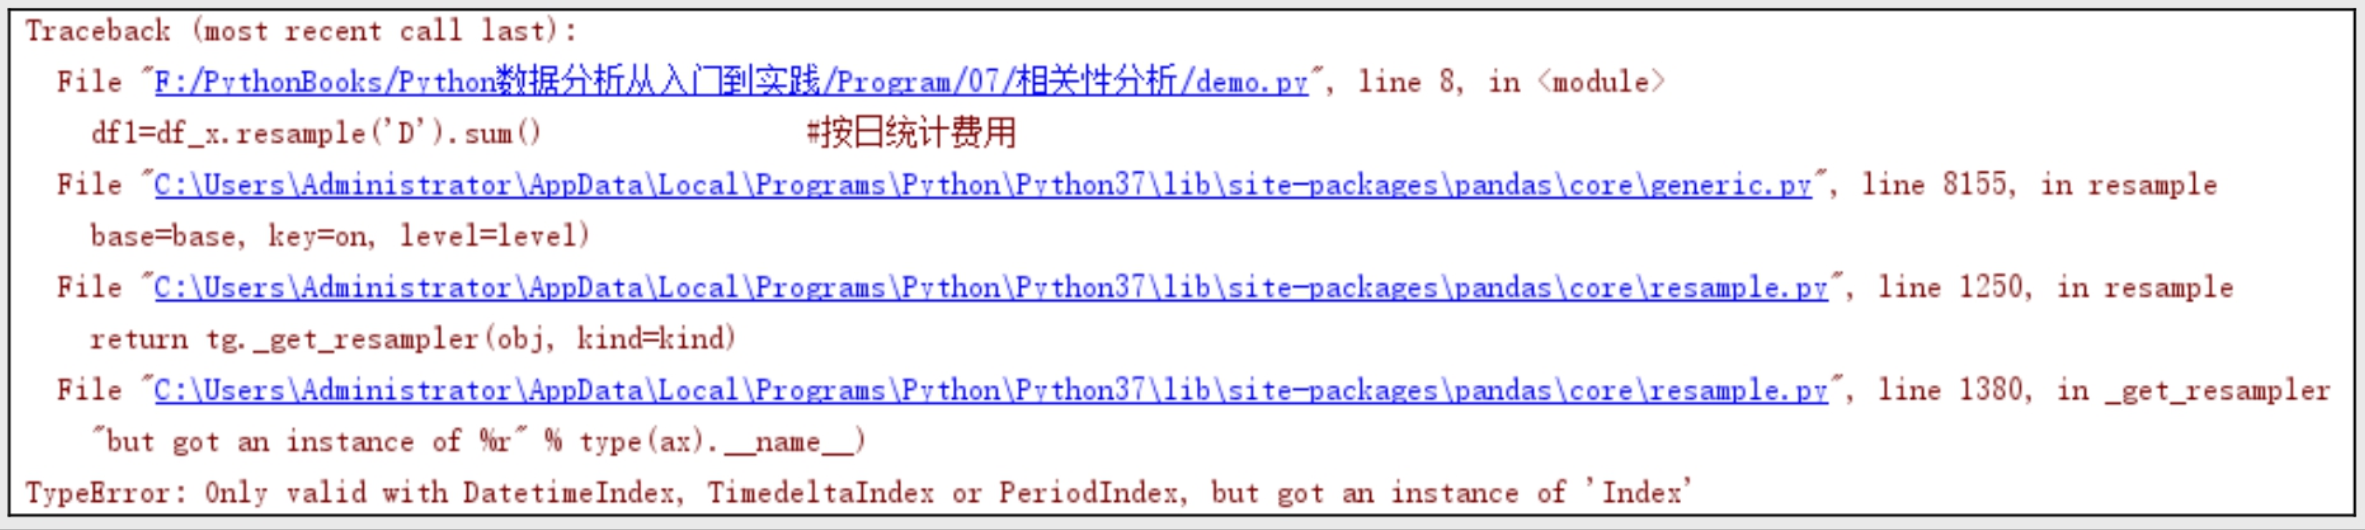 Traceback (most recent call last):
File "F:/PythonBooks/Python数据分析从入门到实践/Program/07/相关性分析/demo.py", line 8, in <module>
df1=df_x.resample('D').sum() #按日统计费用
File "C:\Users\Administrator\AppData\Local\Programs\Python\Python37\lib\site-packages\pandas\core\generic.py", line 8155, in resample
base=base, key=on, level=level)
File "C:\Users\Administrator\AppData\Local\Programs\Python\Python37\lib\site-packages\pandas\core\resample.py", line 1250, in resample
return tg._get_resampler(obj, kind=kind)
File "C:\Users\Administrator\AppData\Local\Programs\Python\Python37\lib\site-packages\pandas\core\resample.py", line 1380, in _get_resampler
"but got an instance of %r" % type(ax).__name__)
TypeError: Only valid with DatetimeIndex, TimedeltaIndex or PeriodIndex, but got an instance of 'Index'